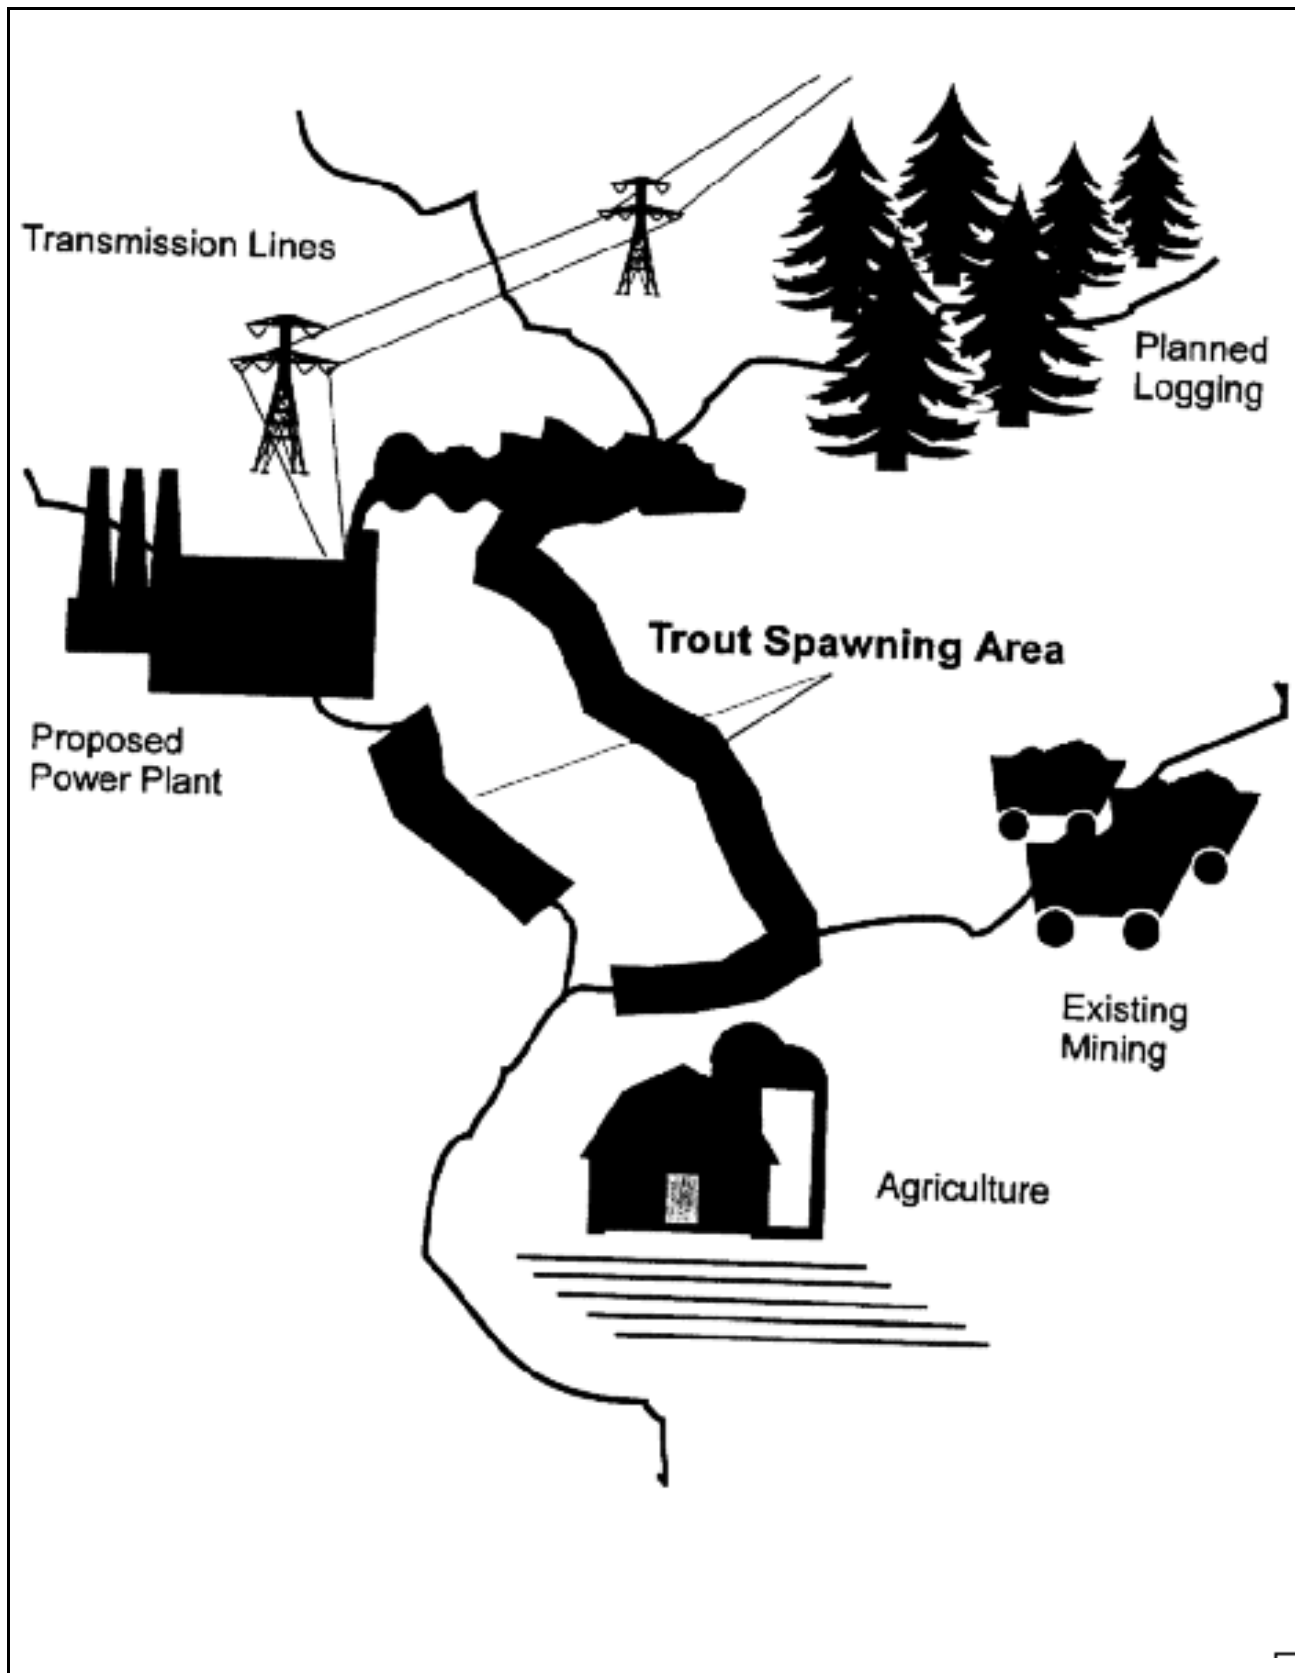 Transmission Lines
Planned
Logging
Trout Spawning Area
Proposed
Power Plant
Existing
Mining
Agriculture